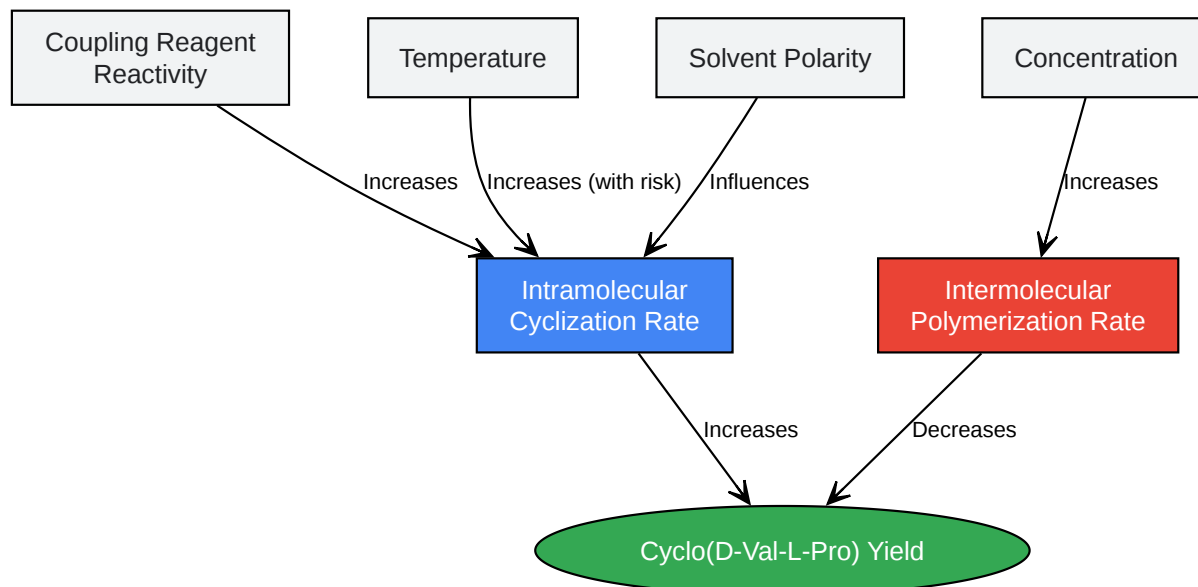 Coupling Reagent
Reactivity
Temperature
Solvent Polarity
Concentration
Increases
Increases (with risk)
Influences
Increases
Intramolecular
Cyclization Rate
Intermolecular
Polymerization Rate
Increases
Decreases
Cyclo(D-Val-L-Pro) Yield